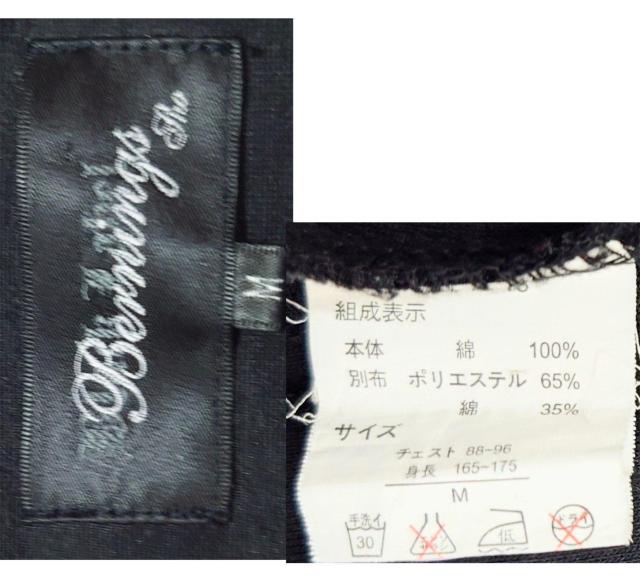 Bernings
Sho
M
組成表示
本体 綿 100%
別布 ポリエステル 65%
綿 35%
サイズ
チェスト 88-96
身長 165-175
M
手洗イ
30
低
ドライ